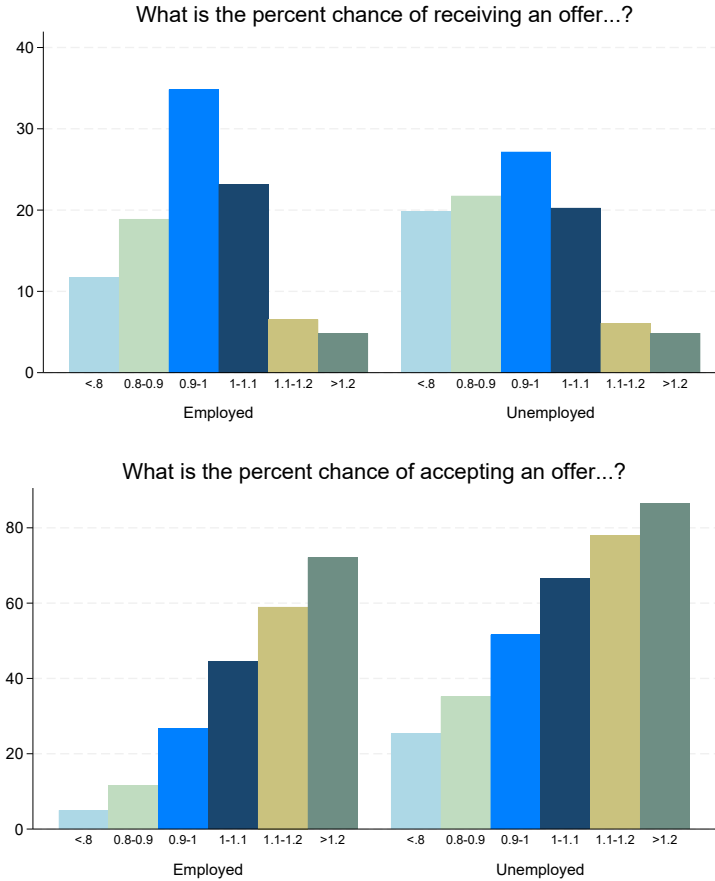 What is the percent chance of receiving an offer...?
40
30
20
10
0
<.8 0.8-0.9 0.9-1 1-1.1 1.1-1.2 >1.2 <.8 0.8-0.9 0.9-1 1-1.1 1.1-1.2 >1.2
Employed Unemployed
What is the percent chance of accepting an offer...?
80
60
40
20
0
<.8 0.8-0.9 0.9-1 1-1.1 1.1-1.2 >1.2 <.8 0.8-0.9 0.9-1 1-1.1 1.1-1.2 >1.2
Employed Unemployed